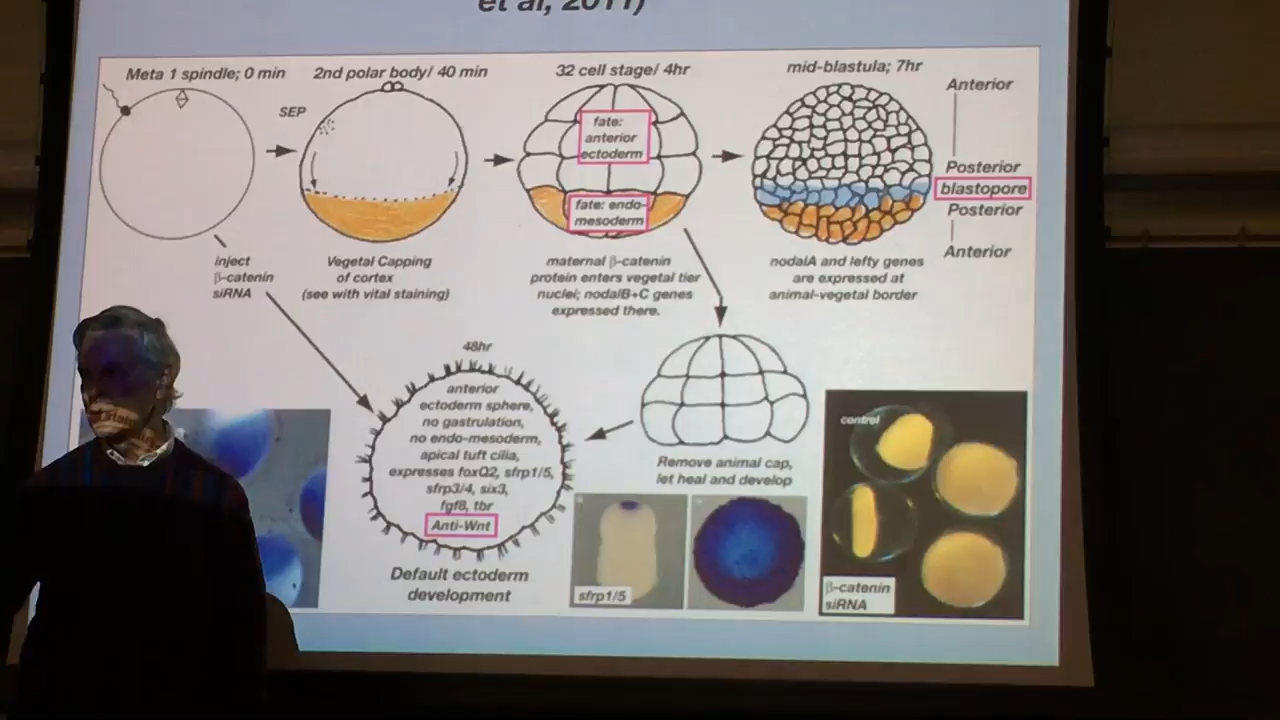 et al, 2011)
Meta 1 spindle; 0 min
2nd polar body/ 40 min
32 cell stage/ 4hr
mid-blastula; 7hr
SEP
fate:
anterior
ectoderm
fate: endo-
mesoderm
Anterior
Posterior
blastopore
Posterior
Anterior
inject
β-catenin
siRNA
Vegetal Capping
of cortex
(see with vital staining)
maternal β-catenin
protein enters vegetal tier
nuclei; nodalB+C genes
expressed there.
nodalA and lefty genes
are expressed at
animal-vegetal border
48hr
anterior
ectoderm sphere,
no gastrulation,
no endo-mesoderm,
apical tuft cilia,
expresses foxQ2, sfrp1/5,
sfrp3/4, six3,
fgf8, tbr
Anti-Wnt
Default ectoderm
development
Remove animal cap,
let heal and develop
sfrp1/5
control
β-catenin
siRNA